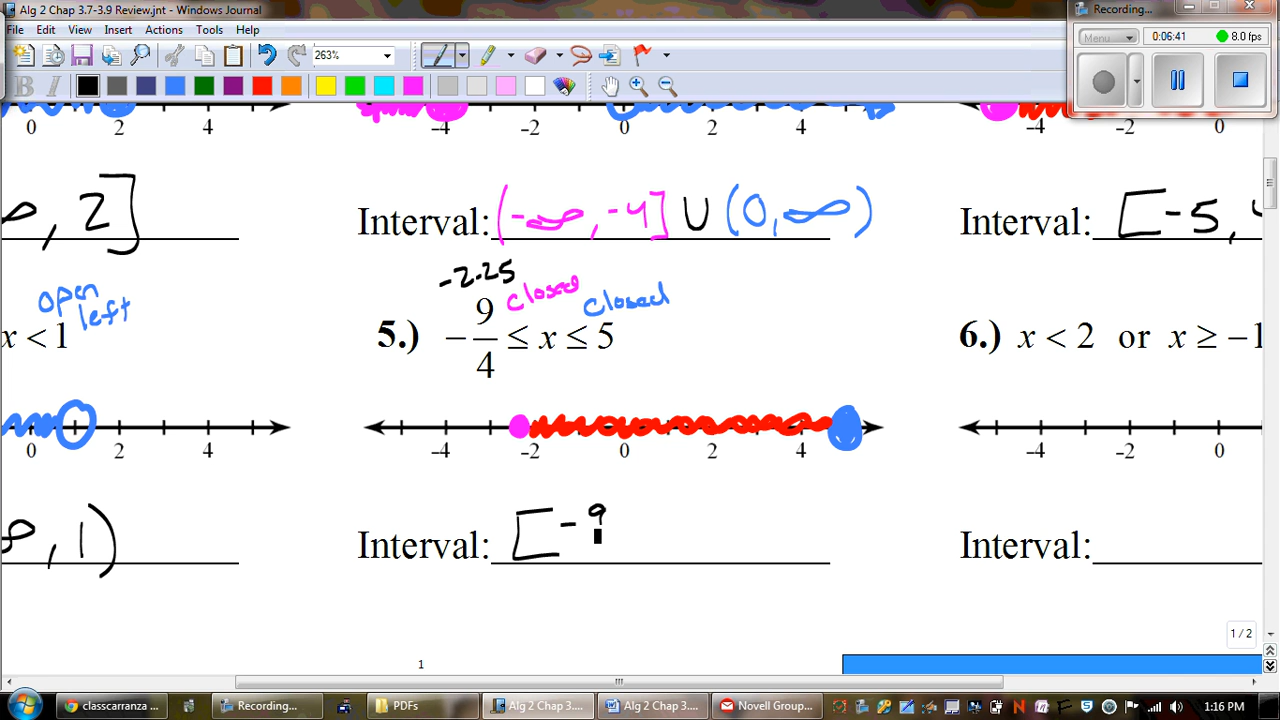 Alg 2 Chap 3.7-3.9 Review.jnt - Windows Journal
Recording...
File Edit View Insert Actions Tools Help
Menu 0:06:41 8.0 fps
263%
B I
0 2 4 -4 -2 0 2 4 -4 -2 0
∞, 2] Interval: (-∞, -4] ∪ (0, ∞) [-5, 4
-2.25 closed closed
open left
x < 1 5.) -9/4 ≤ x ≤ 5 6.) x < 2 or x ≥ -1
0 2 4 -4 -2 0 2 4 -4 -2 0
∞, 1) Interval: [-9 Interval:
1 / 2
1
classcarranza ... Recording... PDFs Alg 2 Chap 3.... Alg 2 Chap 3.... Novell Group... 1:16 PM